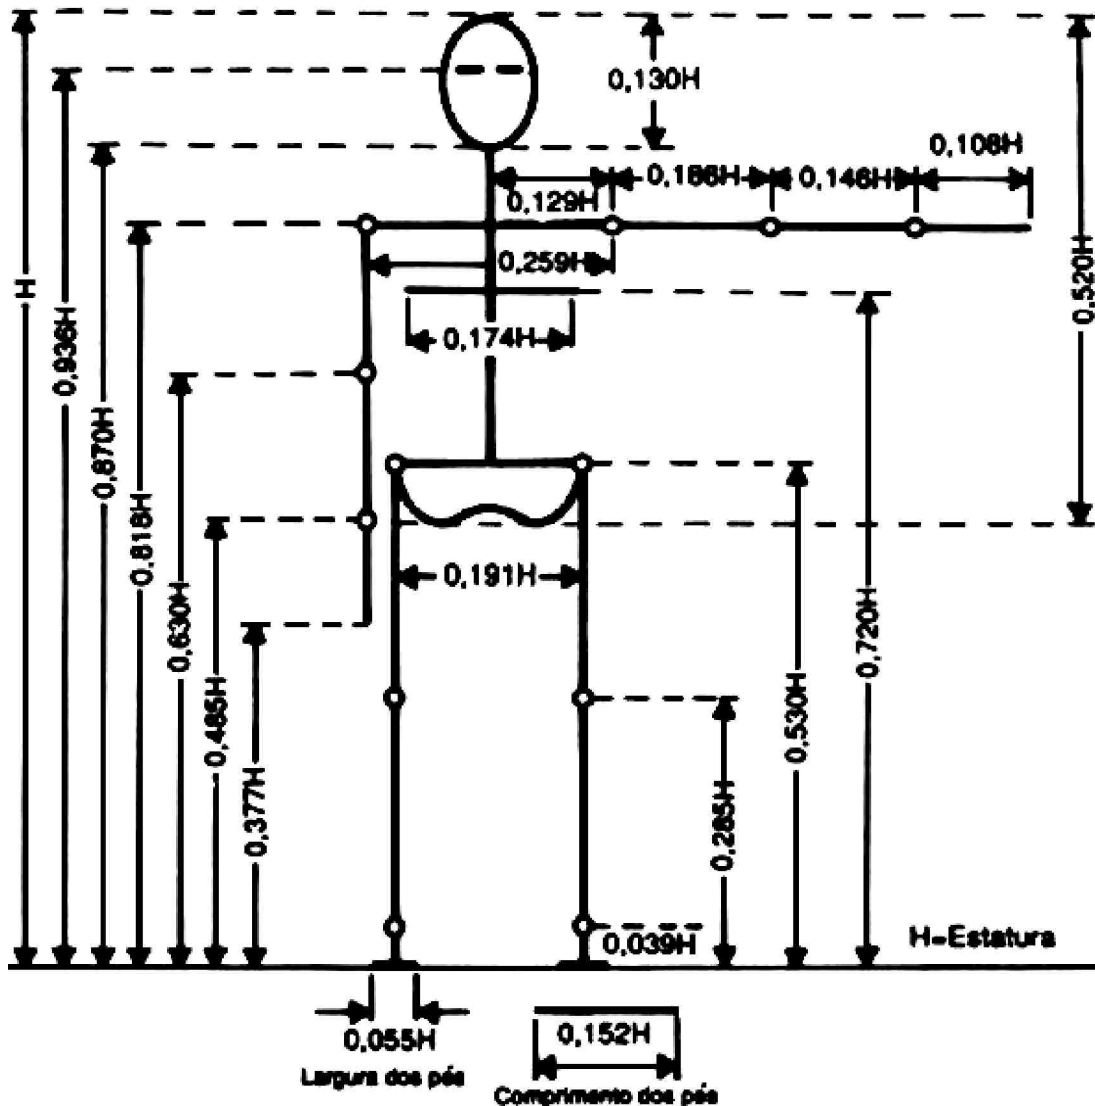 0,130H
0,108H
0,186H
0,146H
0,129H
0,259H
0,520H
H
0,936H
0,174H
0,870H
0,818H
0,191H
0,720H
0,630H
0,530H
0,485H
0,377H
0,285H
0,039H
H=Estatura
0,055H
0,152H
Largura dos pés
Comprimento dos pés